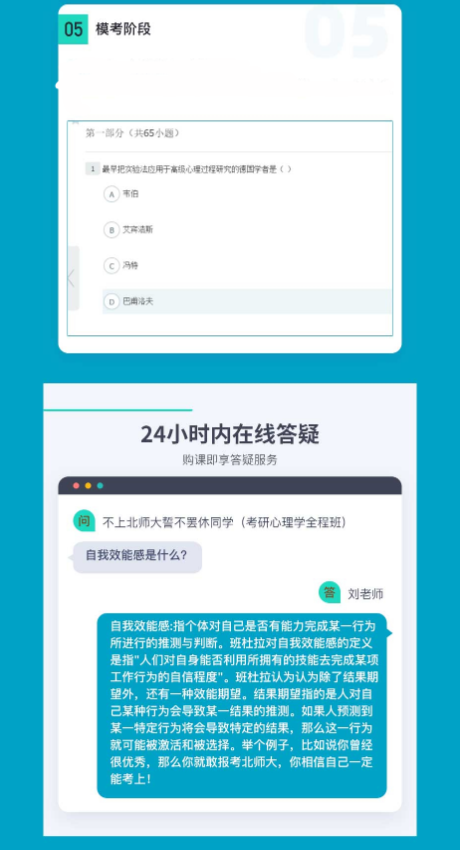 05
05
模考阶段
第一部分（共65小题）
1 最早把实验法应用于高级心理过程研究的德国学者是（ ）
A 韦伯
B 艾宾浩斯
C 冯特
D 巴甫洛夫
24小时内在线答疑
购课即享答疑服务
问 不上北师大誓不罢休同学（考研心理学全程班）
自我效能感是什么?
答 刘老师
自我效能感:指个体对自己是否有能力完成某一行为
所进行的推测与判断。班杜拉对自我效能感的定义
是指"人们对自身能否利用所拥有的技能去完成某项
工作行为的自信程度"。班杜拉认为认为除了结果期
望外，还有一种效能期望。结果期望指的是人对自
己某种行为会导致某一结果的推测。如果人预测到
某一特定行为将会导致特定的结果，那么这一行为
就可能被激活和被选择。举个例子，比如说你曾经
很优秀，那么你就敢报考北师大，你相信自己一定
能考上！